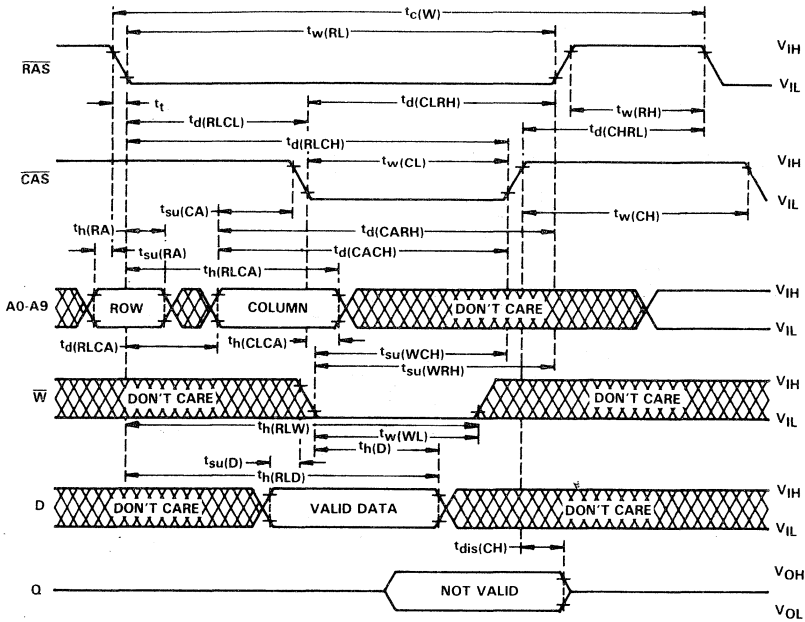 tc(W)
tw(RL)
VIH
RAS
VIL
tt
td(CLRH)
tw(RH)
td(RLCL)
td(CHRL)
td(RLCH)
VIH
tw(CL)
CAS
VIL
tsu(CA)
tw(CH)
th(RA)
td(CARH)
tsu(RA)
td(CACH)
th(RLCA)
VIH
A0-A9 ROW COLUMN DON'T CARE
VIL
td(RLCA)
th(CLCA)
tsu(WCH)
tsu(WRH)
VIH
W DON'T CARE DON'T CARE
VIL
th(RLW)
tw(WL)
th(D)
tsu(D)
th(RLD)
VIH
D DON'T CARE VALID DATA DON'T CARE
VIL
tdis(CH)
VOH
Q NOT VALID
VOL